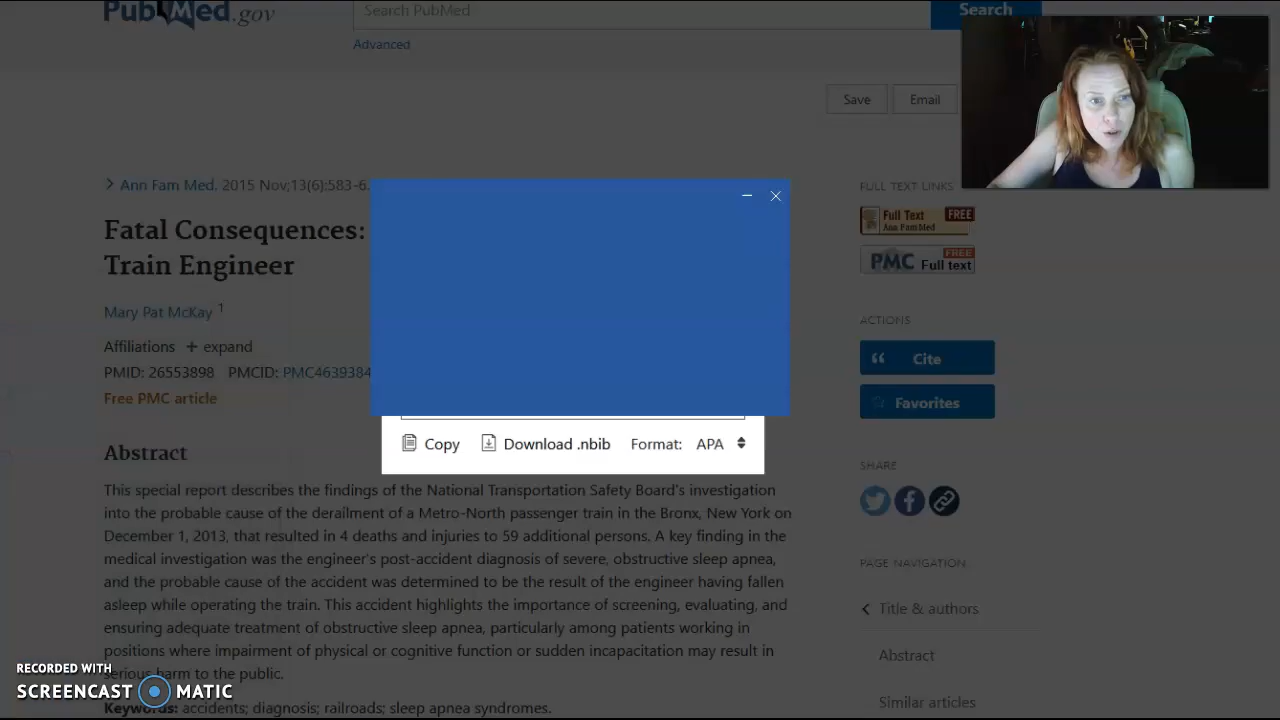 PubMed.gov
Search PubMed
Search
Advanced
Save
Email
Ann Fam Med. 2015 Nov;13(6):583-6.
Fatal Consequences:
Train Engineer
Mary Pat McKay 1
Affiliations + expand
PMID: 26553898 PMCID: PMC4639384
Free PMC article
Copy
Download .nbib
Format: APA
Abstract
This special report describes the findings of the National Transportation Safety Board's investigation
into the probable cause of the derailment of a Metro-North passenger train in the Bronx, New York on
December 1, 2013, that resulted in 4 deaths and injuries to 59 additional persons. A key finding in the
medical investigation was the engineer's post-accident diagnosis of severe, obstructive sleep apnea,
and the probable cause of the accident was determined to be the result of the engineer having fallen
asleep while operating the train. This accident highlights the importance of screening, evaluating, and
ensuring adequate treatment of obstructive sleep apnea, particularly among patients working in
positions where impairment of physical or cognitive function or sudden incapacitation may result in
serious harm to the public.
Keywords: accidents; diagnosis; railroads; sleep apnea syndromes.
FULL TEXT LINKS
Full Text FREE
Ann Fam Med
PMC FREE
Full text
ACTIONS
Cite
Favorites
SHARE
PAGE NAVIGATION
Title & authors
Abstract
Similar articles
RECORDED WITH
SCREENCAST MATIC